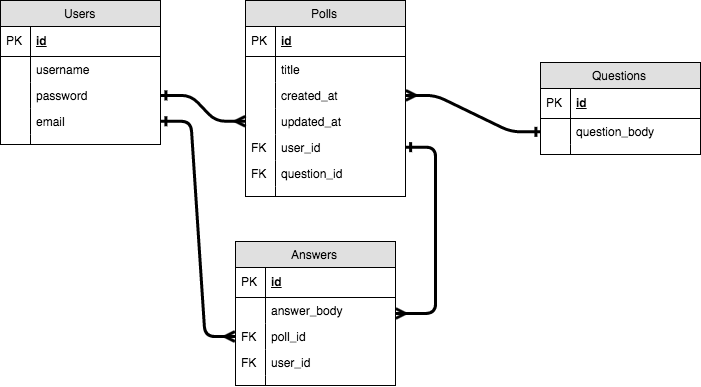 Users
PK id
username
password
email
Polls
PK id
title
created_at
updated_at
FK user_id
FK question_id
Questions
PK id
question_body
Answers
PK id
answer_body
FK poll_id
FK user_id